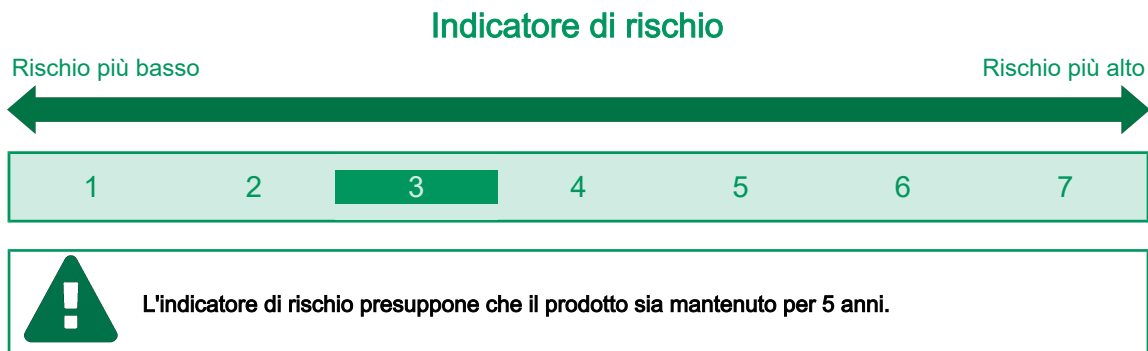 Indicatore di rischio
Rischio più basso Rischio più alto
1 2 3 4 5 6 7
L'indicatore di rischio presuppone che il prodotto sia mantenuto per 5 anni.